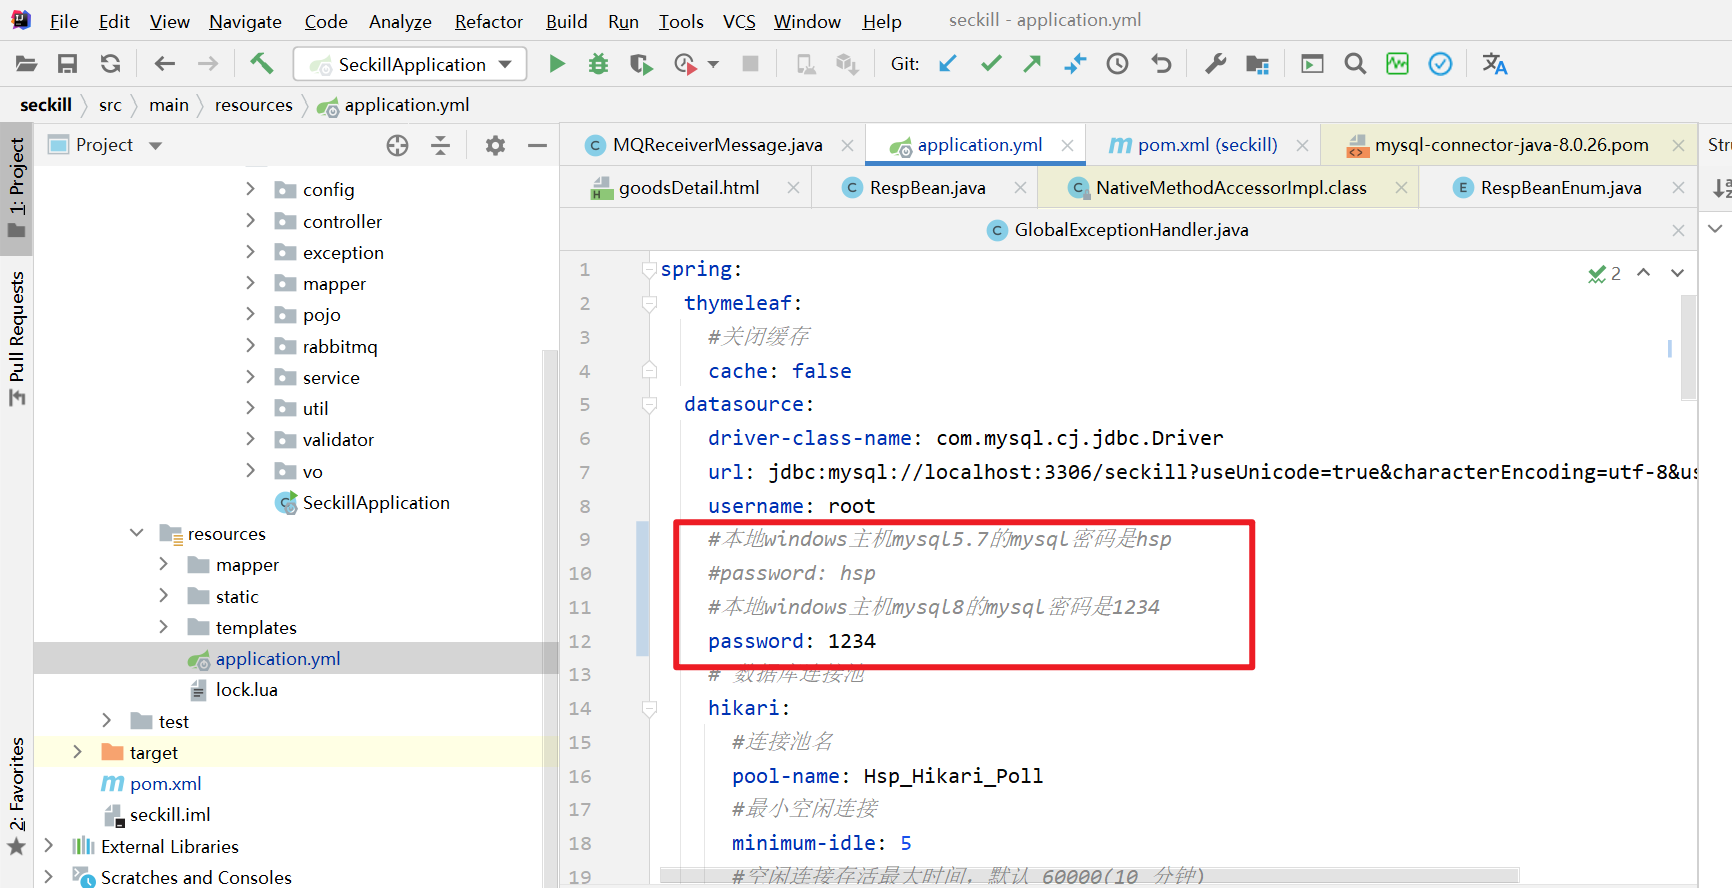 File Edit View Navigate Code Analyze Refactor Build Run Tools VCS Window Help seckill - application.yml
SeckillApplication Git:
seckill src main resources application.yml
1: Project
Pull Requests
2: Favorites
Project
config
controller
exception
mapper
pojo
rabbitmq
service
util
validator
vo
SeckillApplication
resources
mapper
static
templates
application.yml
lock.lua
test
target
pom.xml
seckill.iml
External Libraries
Scratches and Consoles
MQReceiverMessage.java application.yml pom.xml (seckill) mysql-connector-java-8.0.26.pom
goodsDetail.html RespBean.java NativeMethodAccessorImpl.class RespBeanEnum.java
GlobalExceptionHandler.java
2
1 spring:
2 thymeleaf:
3 #关闭缓存
4 cache: false
5 datasource:
6 driver-class-name: com.mysql.cj.jdbc.Driver
7 url: jdbc:mysql://localhost:3306/seckill?useUnicode=true&characterEncoding=utf-8&us
8 username: root
9 #本地windows主机mysql5.7的mysql密码是hsp
10 #password: hsp
11 #本地windows主机mysql8的mysql密码是1234
12 password: 1234
13 # 数据库连接池
14 hikari:
15 #连接池名
16 pool-name: Hsp_Hikari_Poll
17 #最小空闲连接
18 minimum-idle: 5
19 #空闲连接存活最大时间，默认 60000(10 分钟)